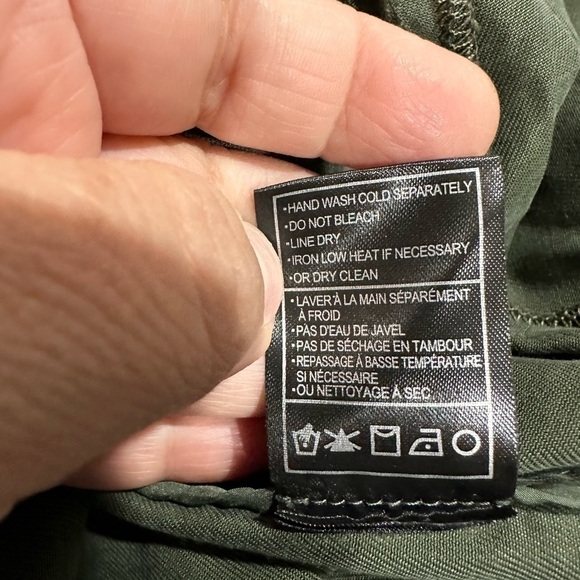 •HAND WASH COLD SEPARATELY
•DO NOT BLEACH
•LINE DRY
•IRON LOW HEAT IF NECESSARY
•OR DRY CLEAN
•LAVER À LA MAIN SÉPARÉMENT
À FROID
•PAS D'EAU DE JAVEL
•PAS DE SÉCHAGE EN TAMBOUR
•REPASSAGE À BASSE TEMPÉRATURE
SI NÉCESSAIRE
•OU NETTOYAGE À SEC.